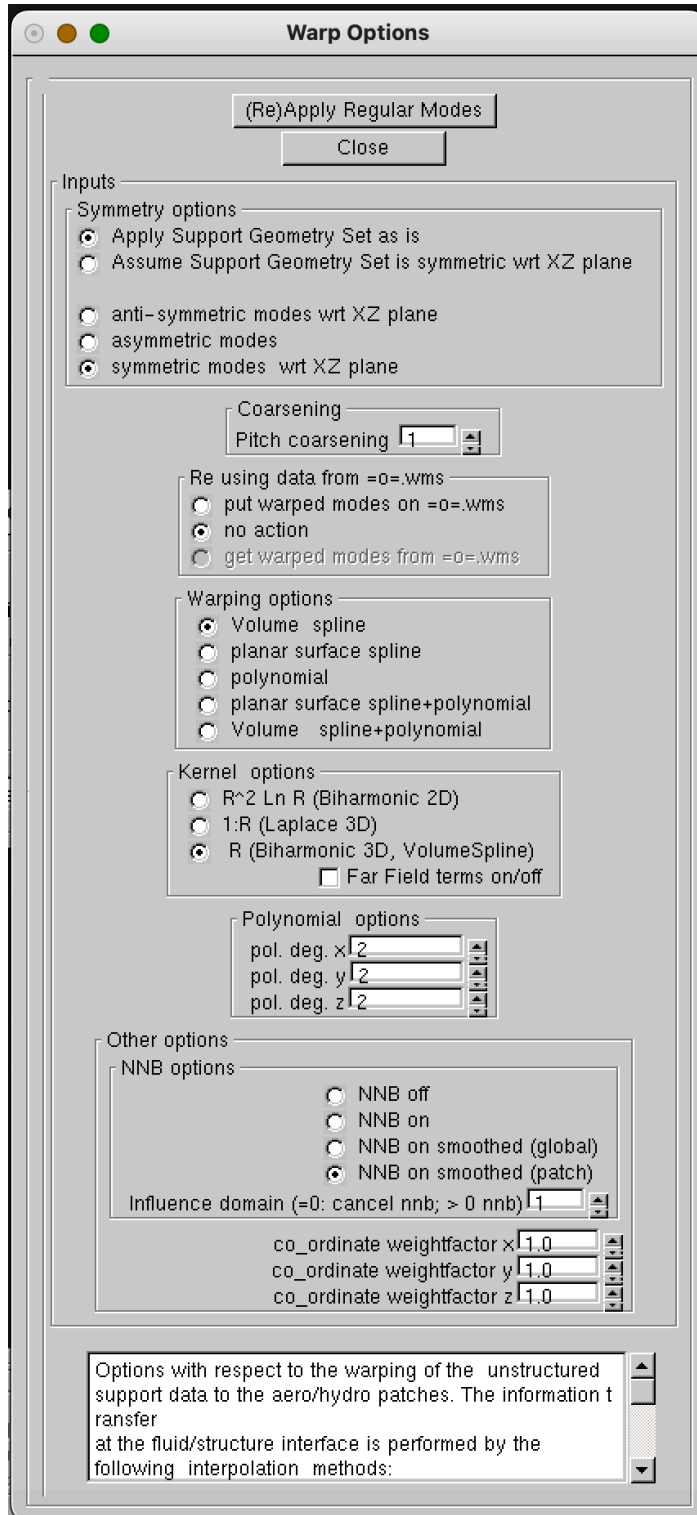 Warp Options
(Re)Apply Regular Modes
Close
Inputs
Symmetry options
Apply Support Geometry Set as is
Assume Support Geometry Set is symmetric wrt XZ plane
anti-symmetric modes wrt XZ plane
asymmetric modes
symmetric modes wrt XZ plane
Coarsening
Pitch coarsening 1
Re using data from =o=.wms
put warped modes on =o=.wms
no action
get warped modes from =o=.wms
Warping options
Volume spline
planar surface spline
polynomial
planar surface spline+polynomial
Volume spline+polynomial
Kernel options
R^2 Ln R (Biharmonic 2D)
1:R (Laplace 3D)
R (Biharmonic 3D, VolumeSpline)
Far Field terms on/off
Polynomial options
pol. deg. x 2
pol. deg. y 2
pol. deg. z 2
Other options
NNB options
NNB off
NNB on
NNB on smoothed (global)
NNB on smoothed (patch)
Influence domain (=0: cancel nnb; > 0 nnb) 1
co_ordinate weightfactor x 1.0
co_ordinate weightfactor y 1.0
co_ordinate weightfactor z 1.0
Options with respect to the warping of the unstructured
support data to the aero/hydro patches. The information t
ransfer
at the fluid/structure interface is performed by the
following interpolation methods: